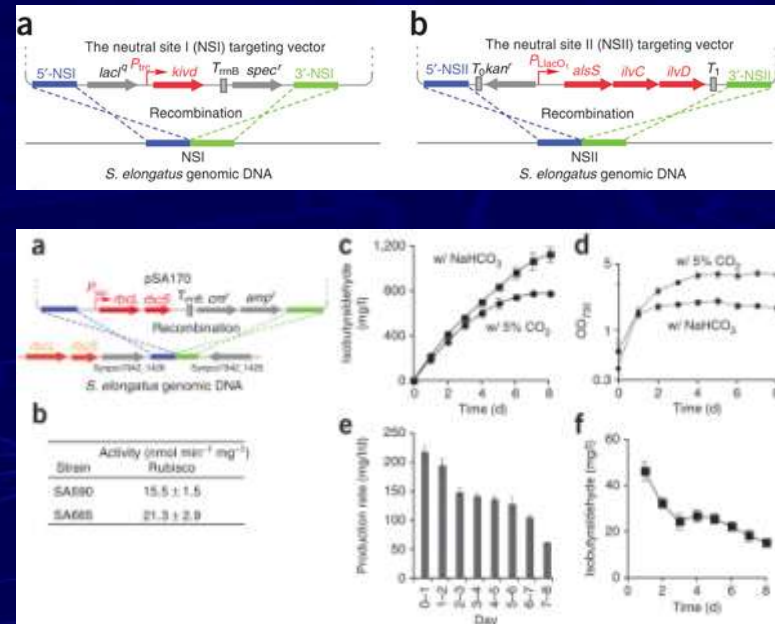 a
The neutral site I (NSI) targeting vector
5′-NSI lacI^q P_trc kivd T_rrnB spec^r 3′-NSI
Recombination
NSI
S. elongatus genomic DNA
b
The neutral site II (NSII) targeting vector
5′-NSII T₀ kan^r P_LlacO₁ alsS ilvC ilvD T₁ 3′-NSII
Recombination
NSII
S. elongatus genomic DNA
a
pSA170
rbcL rbcS amp^r
Recombination
S. elongatus genomic DNA
b
Activity (nmol min⁻¹ mg⁻¹)
Strain Rubisco
SA590 15.5 ± 1.5
SA665 21.3 ± 2.9
c
Isobutyraldehyde
(mg/l)
1,200
800
400
0
w/ NaHCO₃
w/ 5% CO₂
0 2 4 6 8
Time (d)
d
5
1
0.3
w/ 5% CO₂
w/ NaHCO₃
0 2 4 6 8
Time (d)
e
Production rate (mg/l/d)
250
200
150
100
50
0
0–1 1–2 2–3 3–4 4–5 5–6 6–7 7–8
Day
f
Isobutyraldehyde (mg/l)
60
40
20
0
0 2 4 6 8
Time (d)